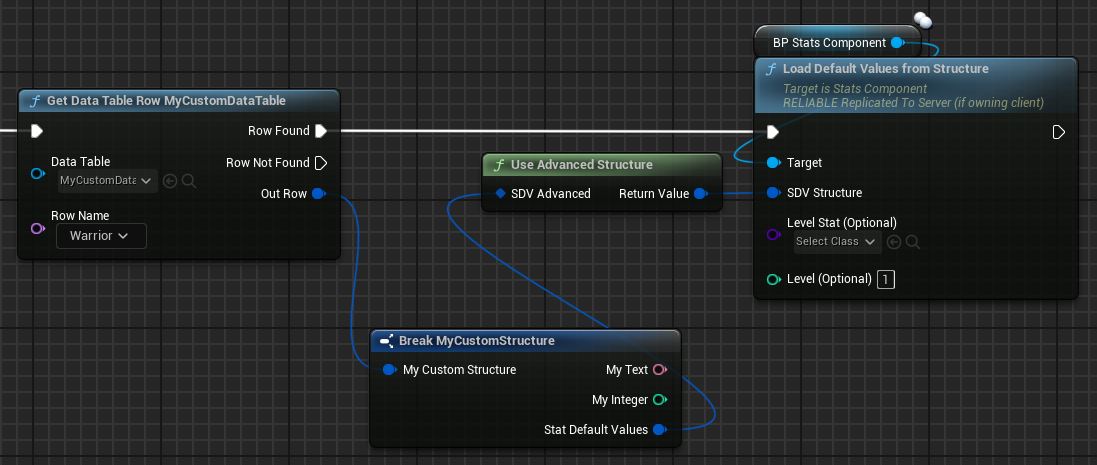 BP Stats Component
f Load Default Values from Structure
Target is Stats Component
RELIABLE Replicated To Server (if owning client)
Target
SDV Structure
Level Stat (Optional)
Select Class
Level (Optional) 1
f Get Data Table Row MyCustomDataTable
Row Found
Data Table
MyCustomData
Row Not Found
Out Row
Row Name
Warrior
f Use Advanced Structure
SDV Advanced Return Value
Break MyCustomStructure
My Custom Structure My Text
My Integer
Stat Default Values